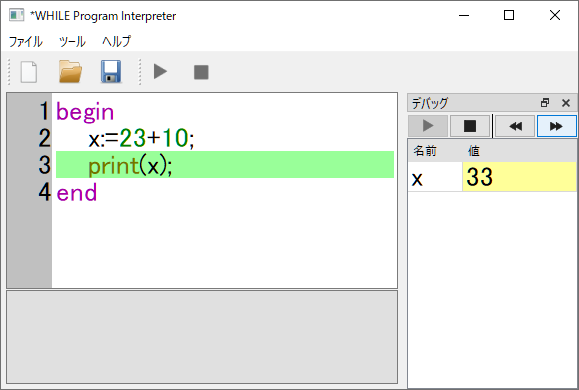 *WHILE Program Interpreter
ファイル ツール ヘルプ
1 begin
2 x:=23+10;
3 print(x);
4 end
デバッグ
名前 値
x 33